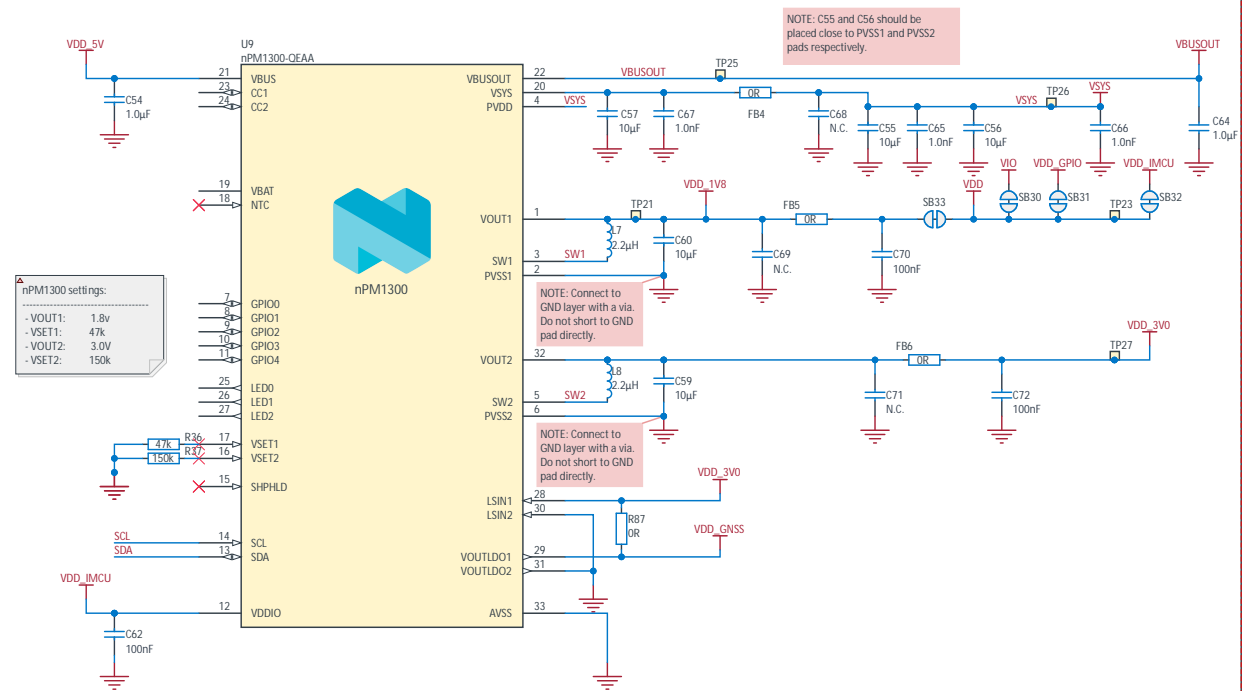 NOTE: C55 and C56 should be
placed close to PVSS1 and PVSS2
pads respectively.
VDD_5V
U9
nPM1300-QEAA
VBUSOUT
TP25
VBUSOUT
21 VBUS
VBUSOUT 22
23 CC1
VSYS 20
24 CC2
PVDD 4
VSYS
C54
1.0µF
C57
10µF
C67
1.0nF
0R
FB4
C68
N.C.
VSYS
TP26
VSYS
C55
10µF
C65
1.0nF
C56
10µF
C66
1.0nF
C64
1.0µF
19 VBAT
18 NTC
VDD_1V8
VIO
VDD_GPIO
VDD_IMCU
VDD
SB30
SB31
SB32
VOUT1 1
TP21
FB5
0R
SB33
TP23
L7
2.2µH
C60
10µF
C69
N.C.
C70
100nF
SW1 3
SW1
PVSS1 2
nPM1300
NOTE: Connect to
GND layer with a via.
Do not short to GND
pad directly.
nPM1300 settings:
----------------------------
- VOUT1: 1.8v
- VSET1: 47k
- VOUT2: 3.0V
- VSET2: 150k
7 GPIO0
8 GPIO1
9 GPIO2
10 GPIO3
11 GPIO4
VDD_3V0
VOUT2 32
FB6
0R
TP27
L8
2.2µH
C59
10µF
C71
N.C.
C72
100nF
25 LED0
26 LED1
27 LED2
SW2 5
SW2
PVSS2 6
NOTE: Connect to
GND layer with a via.
Do not short to GND
pad directly.
47k
R36
17 VSET1
150k
R37
16 VSET2
15 SHPHLD
VDD_3V0
LSIN1 28
LSIN2 30
R87
0R
VDD_GNSS
SCL
14 SCL
SDA
13 SDA
VOUTLDO1 29
VOUTLDO2 31
VDD_IMCU
12 VDDIO
AVSS 33
C62
100nF